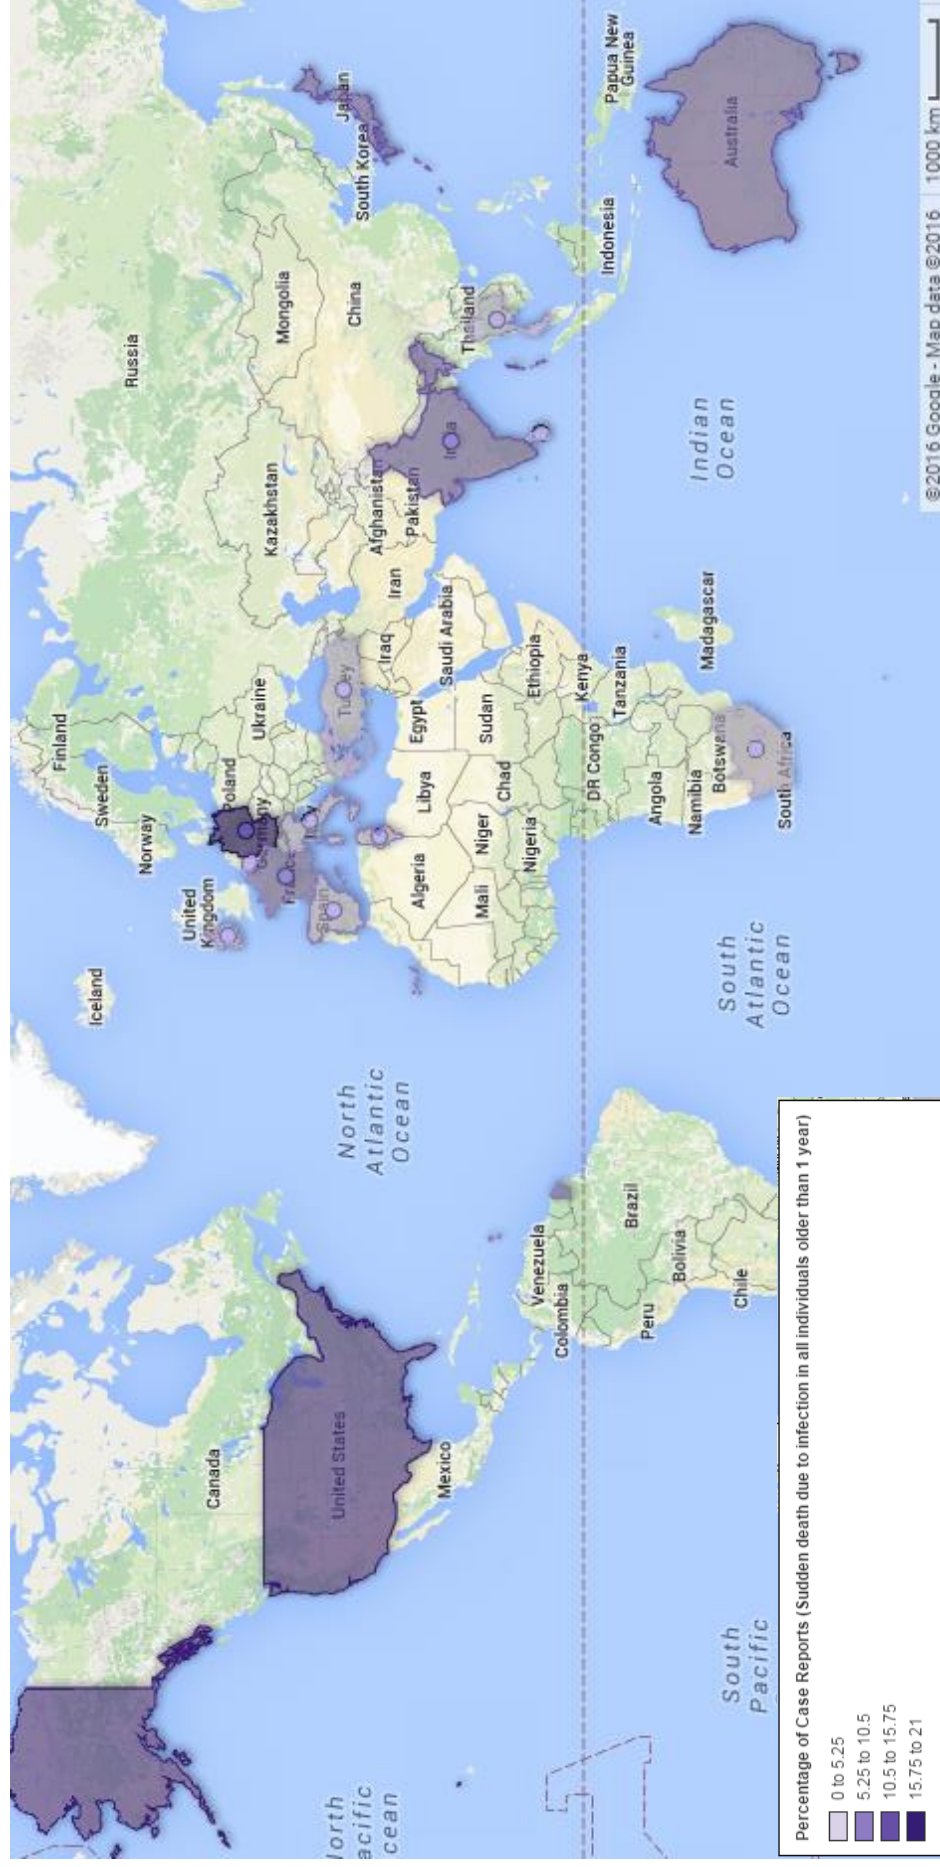 Iceland
Norway
Sweden
Finland
Russia
United
Kingdom
Poland
Ukraine
Kazakhstan
Mongolia
China
South Korea
Japan
Spain
Turkey
Iraq
Iran
Afghanistan
Pakistan
India
Thailand
Indonesia
Papua New
Guinea
Australia
Algeria
Libya
Egypt
Saudi Arabia
Mali
Niger
Chad
Sudan
Nigeria
Ethiopia
DR Congo
Kenya
Tanzania
Angola
Namibia
Botswana
South Africa
Madagascar
Indian
Ocean
South
Atlantic
Ocean
North
Atlantic
Ocean
Canada
United States
Mexico
Venezuela
Colombia
Brazil
Peru
Bolivia
Chile
South
Pacific
Percentage of Case Reports (Sudden death due to infection in all individuals older than 1 year)
0 to 5.25
5.25 to 10.5
10.5 to 15.75
15.75 to 21
©2016 Google - Map data ©2016
1000 km